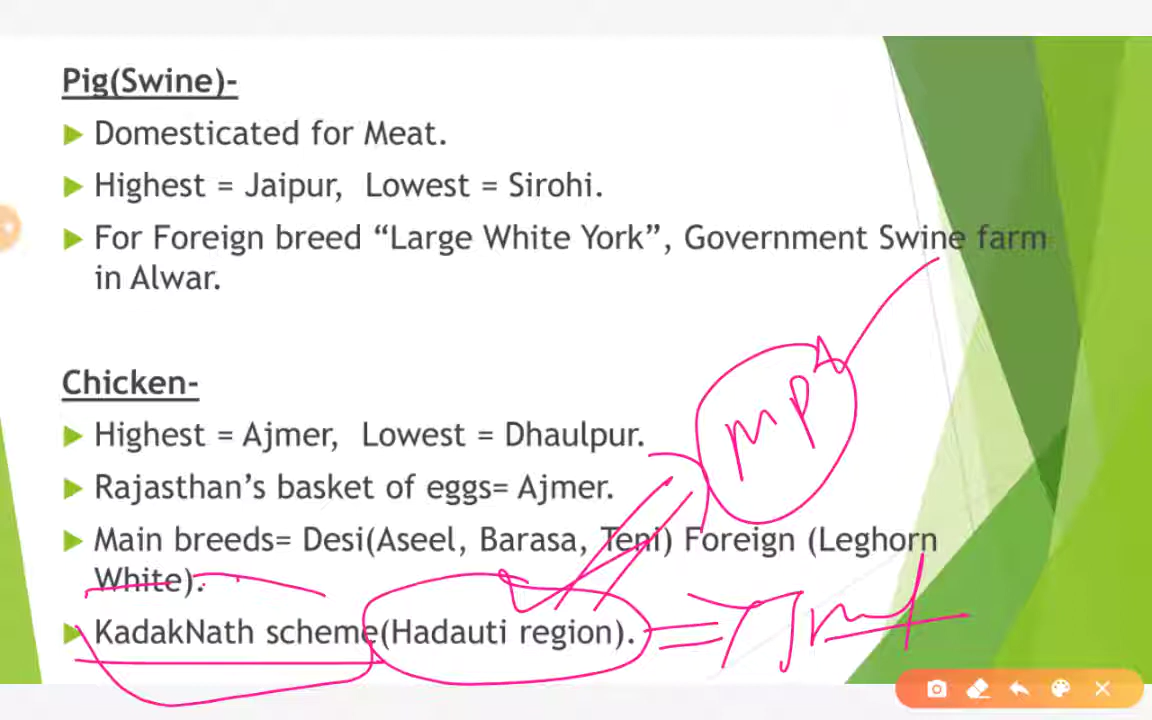 Pig(Swine)-
Domesticated for Meat.
Highest = Jaipur,  Lowest = Sirohi.
For Foreign breed “Large White York”, Government Swine farm
in Alwar.
Chicken-
Highest = Ajmer,  Lowest = Dhaulpur.
MP
Rajasthan’s basket of eggs= Ajmer.
Main breeds= Desi(Aseel, Barasa, Teni) Foreign (Leghorn
White).
KadakNath scheme(Hadauti region). =